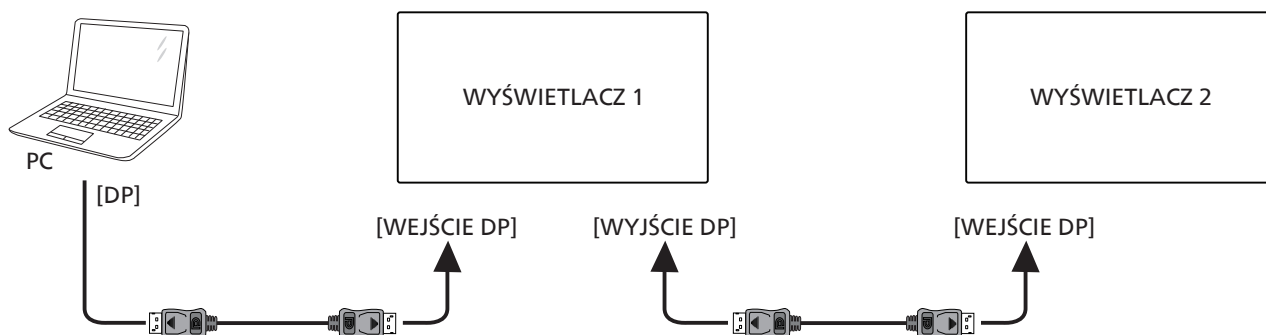 WYŚWIETLACZ 1
WYŚWIETLACZ 2
PC
[DP]
[WEJŚCIE DP]
[WYJŚCIE DP]
[WEJŚCIE DP]